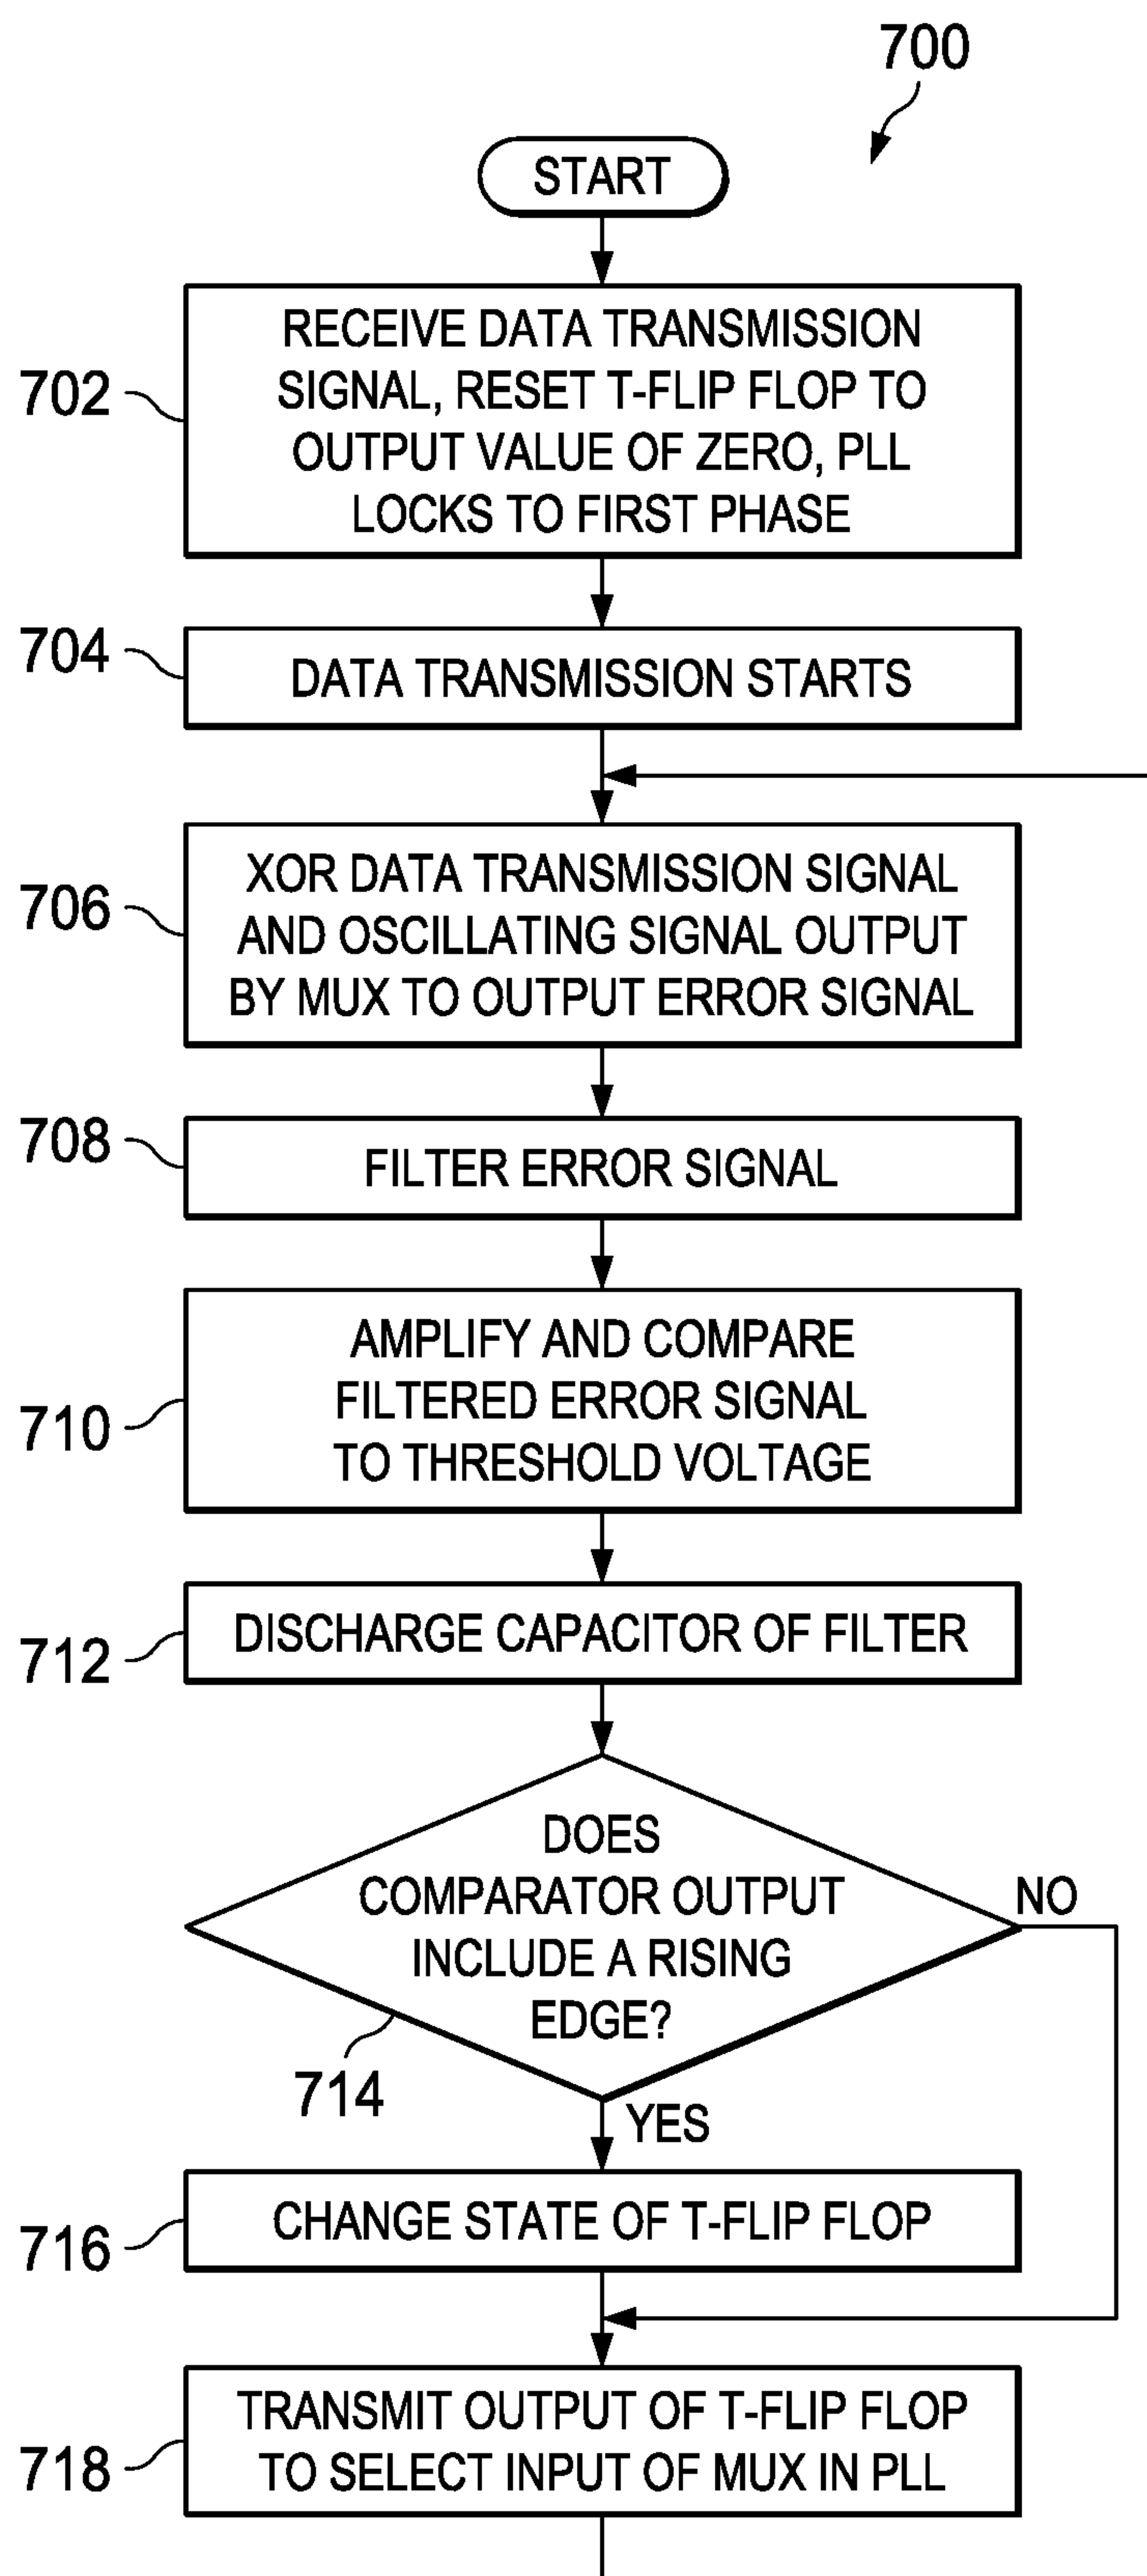 700
START
702
RECEIVE DATA TRANSMISSION
SIGNAL, RESET T-FLIP FLOP TO
OUTPUT VALUE OF ZERO, PLL
LOCKS TO FIRST PHASE
704
DATA TRANSMISSION STARTS
706
XOR DATA TRANSMISSION SIGNAL
AND OSCILLATING SIGNAL OUTPUT
BY MUX TO OUTPUT ERROR SIGNAL
708
FILTER ERROR SIGNAL
710
AMPLIFY AND COMPARE
FILTERED ERROR SIGNAL
TO THRESHOLD VOLTAGE
712
DISCHARGE CAPACITOR OF FILTER
DOES
COMPARATOR OUTPUT
INCLUDE A RISING
EDGE?
NO
714
YES
716
CHANGE STATE OF T-FLIP FLOP
718
TRANSMIT OUTPUT OF T-FLIP FLOP
TO SELECT INPUT OF MUX IN PLL